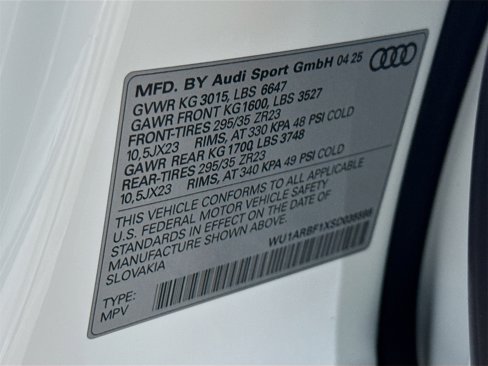 MFD. BY Audi Sport GmbH 04 25
GVWR KG 3015, LBS 6647
GAWR FRONT KG1600, LBS 3527
FRONT-TIRES 295/35 ZR23
10,5JX23 RIMS, AT 330 KPA 48 PSI COLD
GAWR REAR KG 1700, LBS 3748
REAR-TIRES 295/35 ZR23
10,5JX23 RIMS, AT 340 KPA 49 PSI COLD
THIS VEHICLE CONFORMS TO ALL APPLICABLE
U.S. FEDERAL MOTOR VEHICLE SAFETY
STANDARDS IN EFFECT ON THE DATE OF
MANUFACTURE SHOWN ABOVE.
SLOVAKIA
TYPE:
MPV